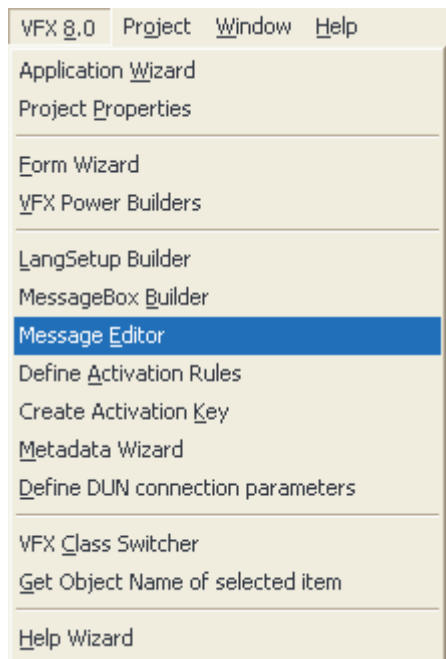 VFX 8.0 Project Window Help
Application Wizard
Project Properties
Form Wizard
VFX Power Builders
LangSetup Builder
MessageBox Builder
Message Editor
Define Activation Rules
Create Activation Key
Metadata Wizard
Define DUN connection parameters
VFX Class Switcher
Get Object Name of selected item
Help Wizard